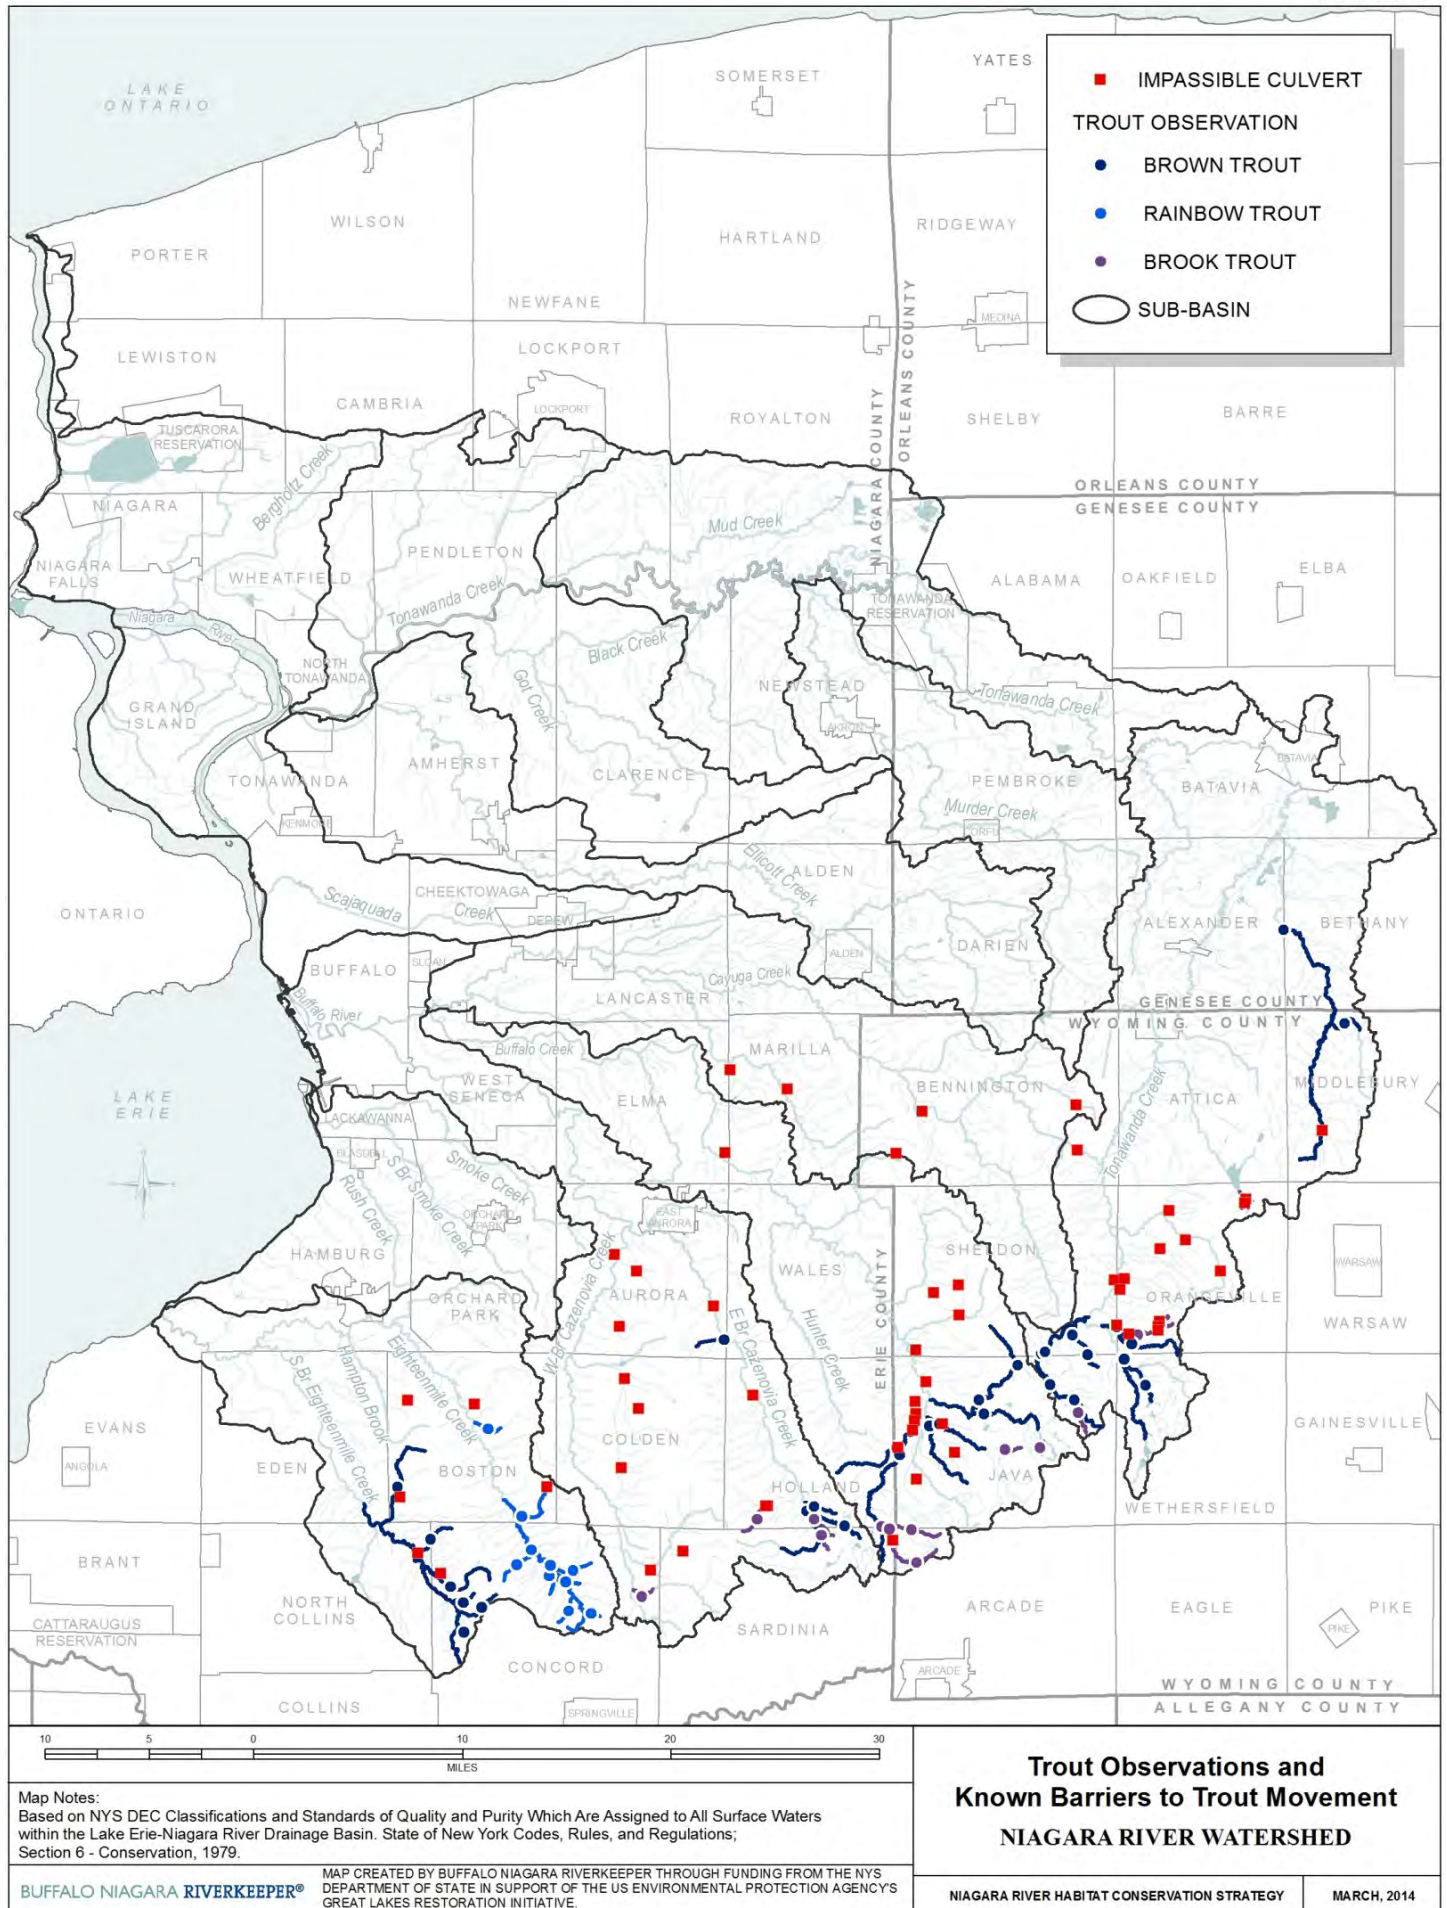 LAKE
ONTARIO
SOMERSET
YATES
IMPASSIBLE CULVERT
TROUT OBSERVATION
BROWN TROUT
RAINBOW TROUT
BROOK TROUT
SUB-BASIN
WILSON
PORTER
HARTLAND
RIDGEWAY
NEWFANE
MEDINA
LEWISTON
LOCKPORT
NIAGARA COUNTY
ORLEANS COUNTY
CAMBRIA
LOCKPORT
ROYALTON
SHELBY
BARRE
TUSCARORA
RESERVATION
Bergholtz Creek
ORLEANS COUNTY
GENESEE COUNTY
NIAGARA
Mud Creek
PENDLETON
NIAGARA
FALLS
WHEATFIELD
Tonawanda Creek
TONAWANDA
RESERVATION
ALABAMA
OAKFIELD
ELBA
Niagara
River
Black Creek
NORTH
TONAWANDA
Got Creek
NEWSTEAD
Tonawanda Creek
GRAND
ISLAND
AKRON
AMHERST
CLARENCE
TONAWANDA
PEMBROKE
BATAVIA
BATAVIA
Murder Creek
CORFU
KENMORE
Ellicott Creek
ALDEN
CHEEKTOWAGA
Scajaquada
Creek
DEPEW
ONTARIO
ALEXANDER
BETHANY
DARIEN
ALDEN
SLOAN
BUFFALO
Cayuga Creek
LANCASTER
Buffalo River
GENESEE COUNTY
WYOMING COUNTY
Buffalo Creek
MARILLA
WEST
SENECA
ELMA
BENNINGTON
MIDDLEBURY
ATTICA
Tonawanda Creek
LAKE
ERIE
LACKAWANNA
BLASDELL
Smoke Creek
S Br Smoke Creek
Rush Creek
ORCHARD
PARK
EAST
AURORA
HAMBURG
W Br Cazenovia Creek
WALES
SHELDON
WARSAW
ERIE COUNTY
AURORA
ORCHARD
PARK
ORANGEVILLE
WARSAW
E Br Cazenovia Creek
Hunter Creek
Eighteenmile Creek
Hampton Brook
S Br Eighteenmile Creek
EVANS
GAINESVILLE
COLDEN
ANGOLA
EDEN
BOSTON
JAVA
HOLLAND
WETHERSFIELD
BRANT
NORTH
COLLINS
ARCADE
EAGLE
PIKE
CATTARAUGUS
RESERVATION
SARDINIA
PIKE
CONCORD
ARCADE
WYOMING COUNTY
ALLEGANY COUNTY
COLLINS
SPRINGVILLE
10 5 0 10 20 30
MILES
Map Notes:
Based on NYS DEC Classifications and Standards of Quality and Purity Which Are Assigned to All Surface Waters
within the Lake Erie-Niagara River Drainage Basin. State of New York Codes, Rules, and Regulations;
Section 6 - Conservation, 1979.
Trout Observations and
Known Barriers to Trout Movement
NIAGARA RIVER WATERSHED
BUFFALO NIAGARA RIVERKEEPER®
MAP CREATED BY BUFFALO NIAGARA RIVERKEEPER THROUGH FUNDING FROM THE NYS
DEPARTMENT OF STATE IN SUPPORT OF THE US ENVIRONMENTAL PROTECTION AGENCY'S
GREAT LAKES RESTORATION INITIATIVE.
NIAGARA RIVER HABITAT CONSERVATION STRATEGY
MARCH, 2014